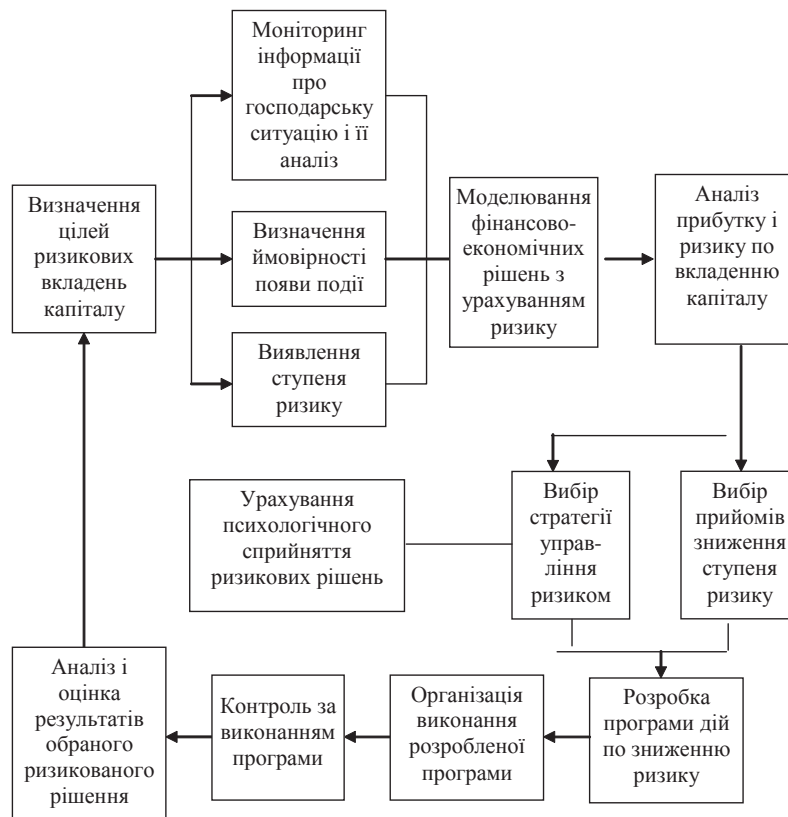 Моніторинг
інформації
про
господарську
ситуацію і її
аналіз
Визначення
цілей
ризикових
вкладень
капіталу
Визначення
ймовірності
появи події
Виявлення
ступеня
ризику
Моделювання
фінансово-
економічних
рішень з
урахуванням
ризику
Аналіз
прибутку і
ризику по
вкладенню
капіталу
Урахування
психологічного
сприйняття
ризикових рішень
Вибір
стратегії
управ-
ління
ризиком
Вибір
прийомів
зниження
ступеня
ризику
Розробка
програми дій
по зниженню
ризику
Організація
виконання
розробленої
програми
Контроль за
виконанням
програми
Аналіз і
оцінка
результатів
обраного
ризикованого
рішення